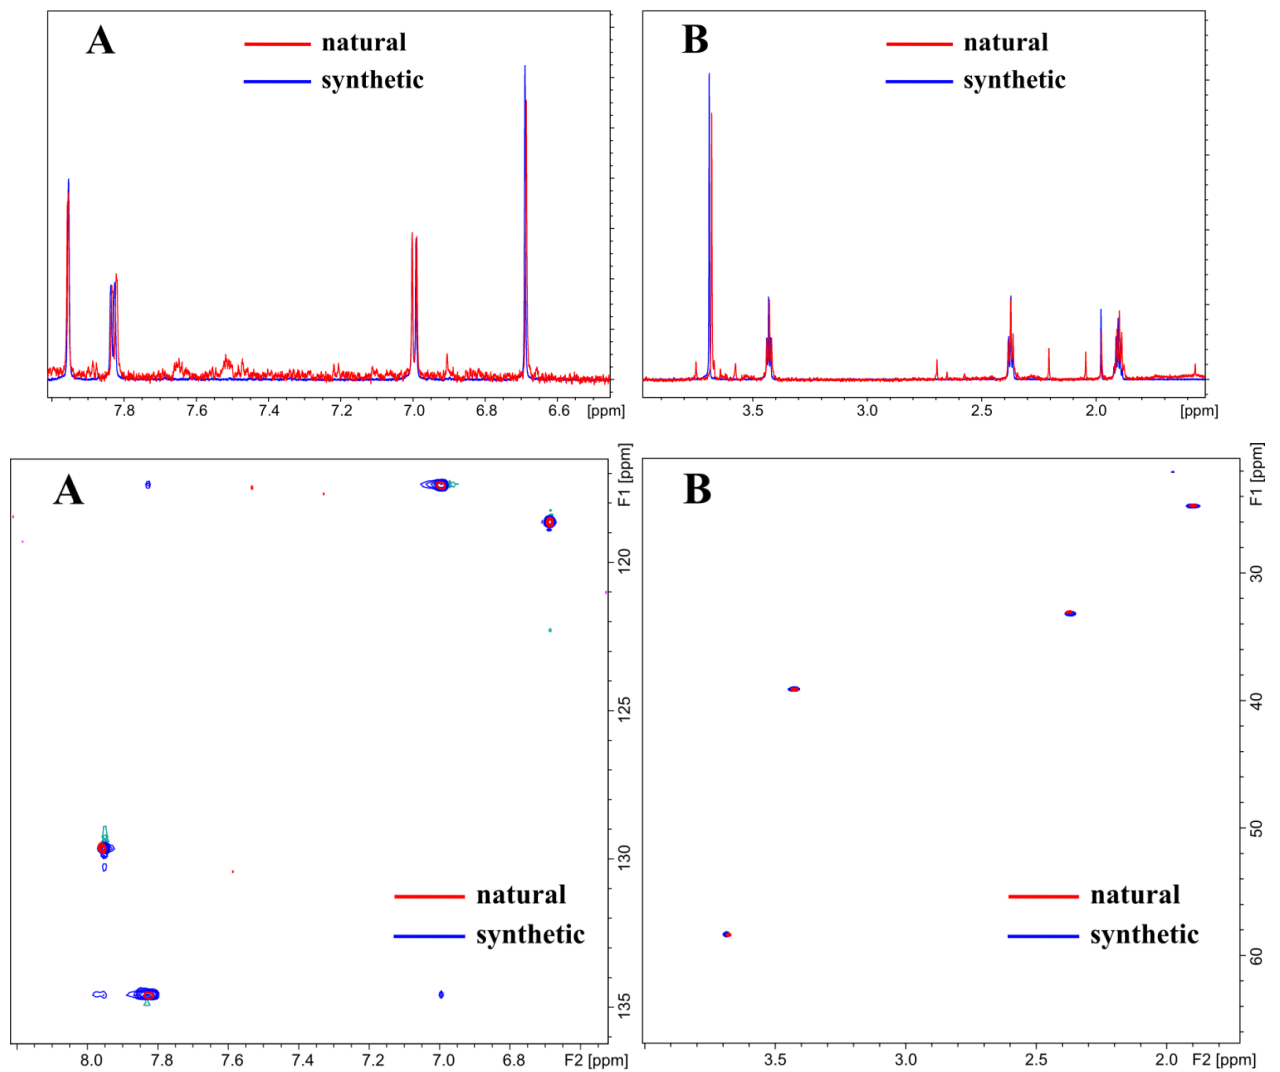 A
natural
synthetic
7.8 7.6 7.4 7.2 7.0 6.8 6.6 [ppm]
B
natural
synthetic
3.5 3.0 2.5 2.0 [ppm]
A
F1 [ppm]
120
125
130
135
natural
synthetic
8.0 7.8 7.6 7.4 7.2 7.0 6.8 F2 [ppm]
B
F1 [ppm]
30
40
50
60
natural
synthetic
3.5 3.0 2.5 2.0 F2 [ppm]